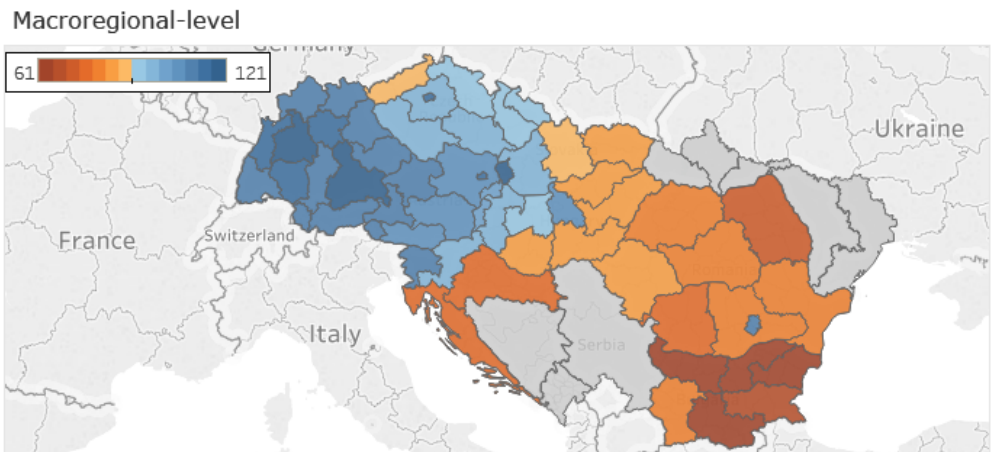 Macroregional-level
Germany
61
121
Ukraine
France
Switzerland
Italy
Serbia